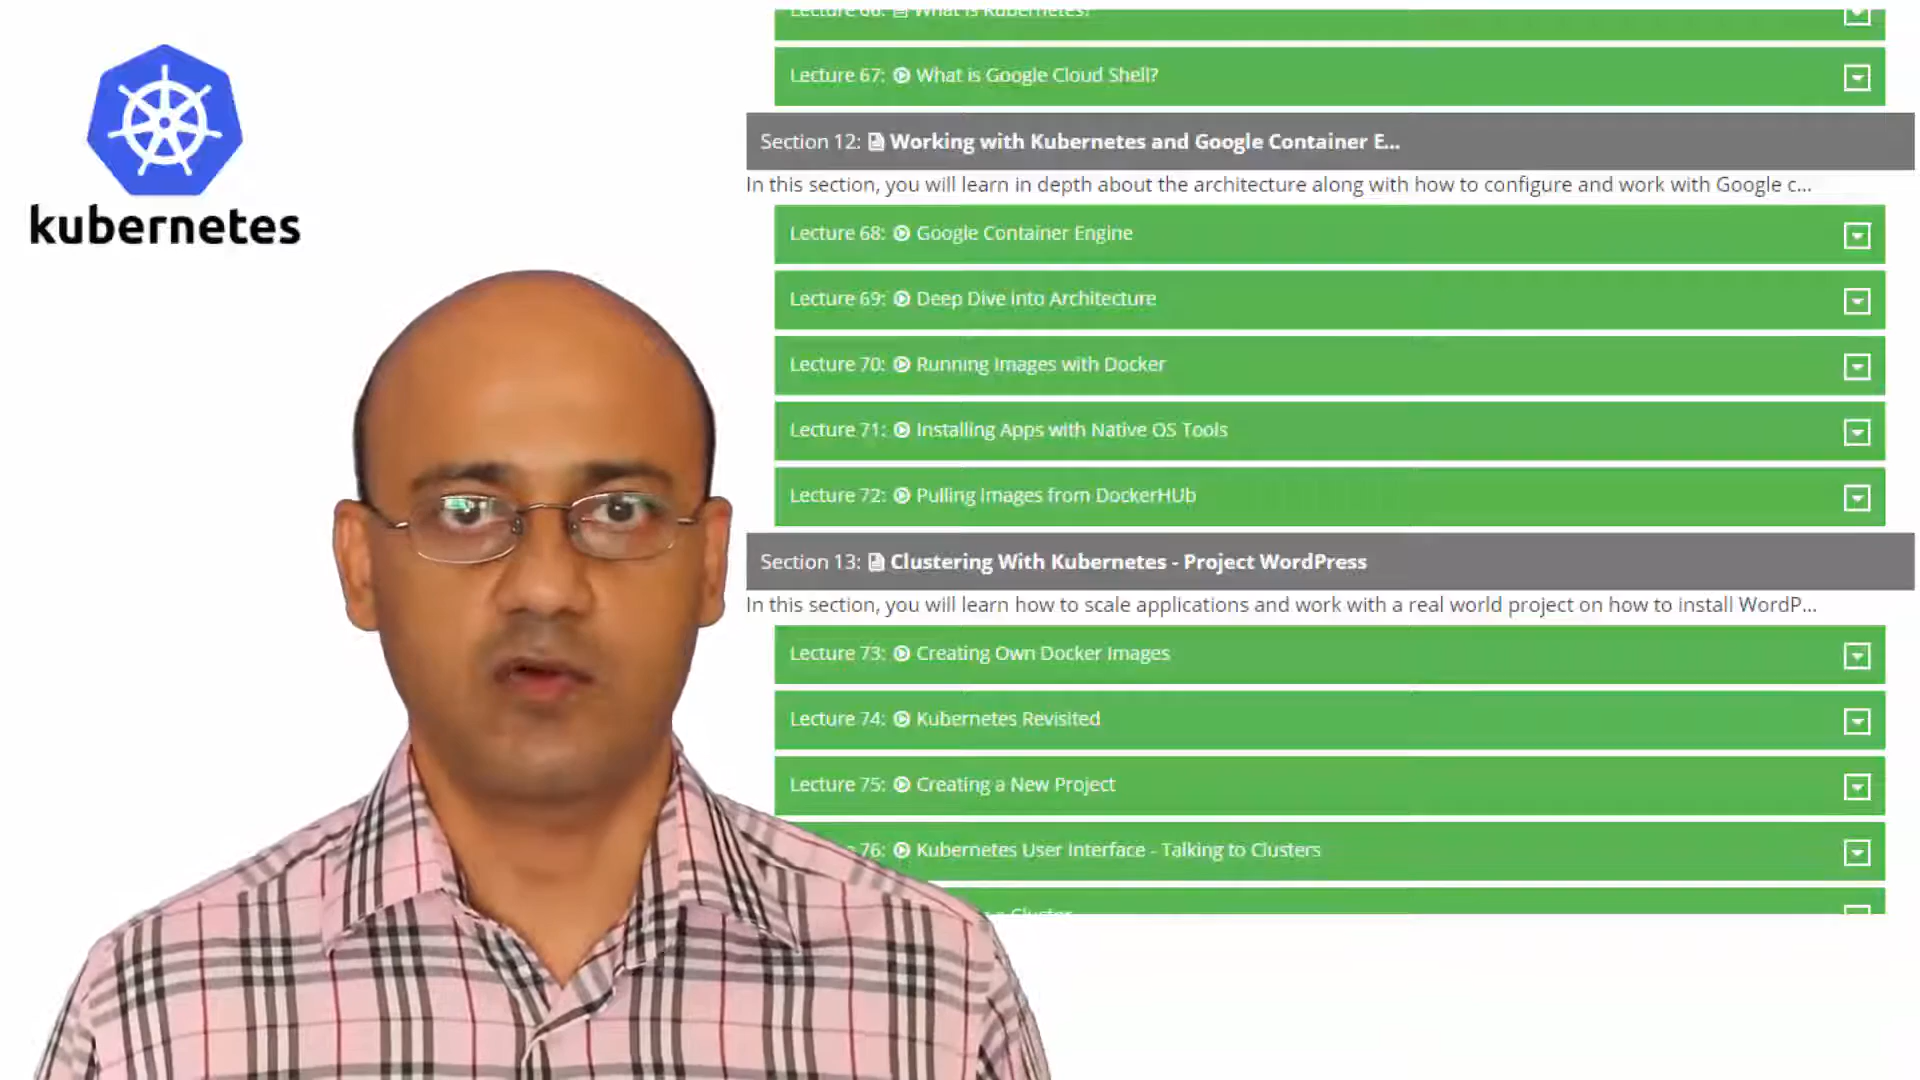 kubernetes
Lecture 66: What is Kubernetes?
Lecture 67: What is Google Cloud Shell?
Section 12: Working with Kubernetes and Google Container E...
In this section, you will learn in depth about the architecture along with how to configure and work with Google c...
Lecture 68: Google Container Engine
Lecture 69: Deep Dive into Architecture
Lecture 70: Running Images with Docker
Lecture 71: Installing Apps with Native OS Tools
Lecture 72: Pulling Images from DockerHUb
Section 13: Clustering With Kubernetes - Project WordPress
In this section, you will learn how to scale applications and work with a real world project on how to install WordP...
Lecture 73: Creating Own Docker Images
Lecture 74: Kubernetes Revisited
Lecture 75: Creating a New Project
76: Kubernetes User Interface - Talking to Clusters
a Cluster